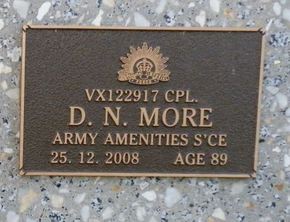 VX122917 CPL.
D. N. MORE
ARMY AMENITIES S'CE
25. 12. 2008 AGE 89